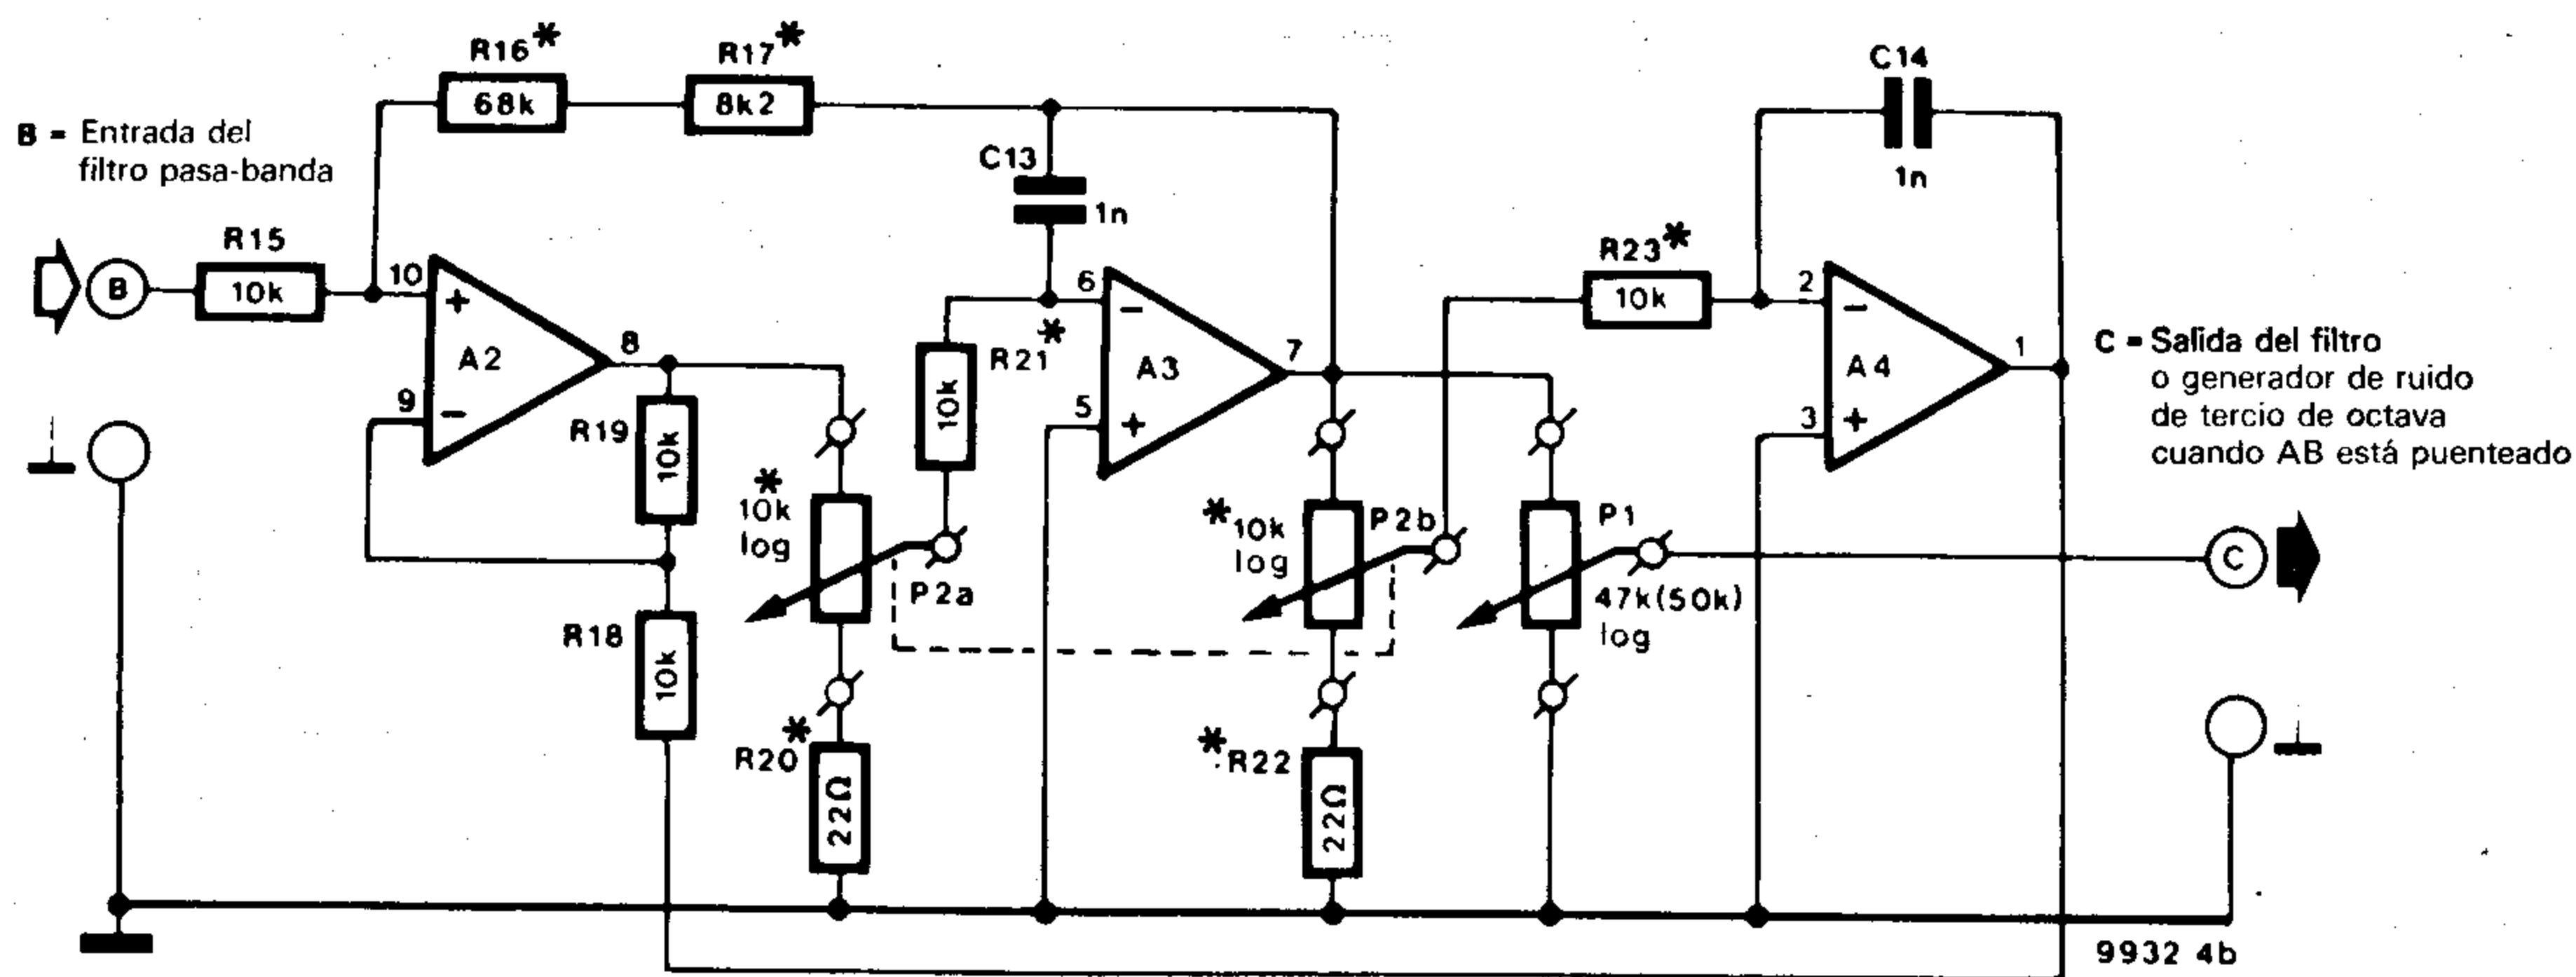 R16*
68k
R17*
8k2
C14
1n
B = Entrada del
filtro pasa-banda
C13
1n
R15
10k
B
10
+
A2
9
−
8
R19
10k
R18
10k
*
10k
log
P2a
R20*
22Ω
R21*
10k
6
−
A3
5
+
7
*10k
log
P2b
*R22
22Ω
P1
47k(50k)
log
R23*
10k
2
−
A4
3
+
1
C = Salida del filtro
o generador de ruido
de tercio de octava
cuando AB está puenteado
C
9932 4b